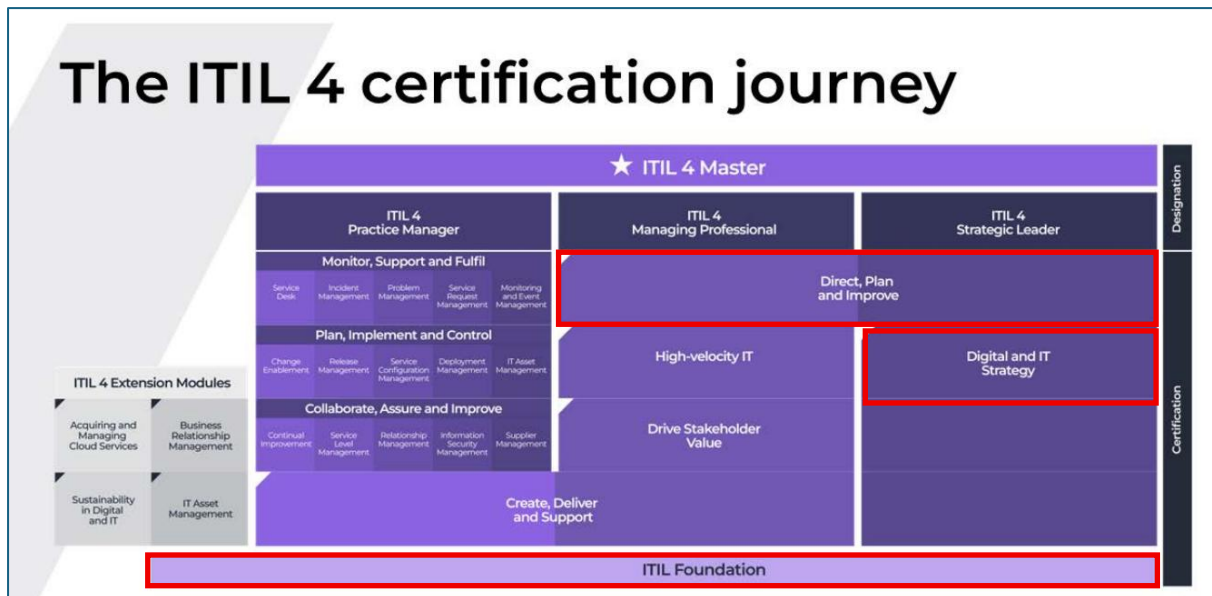 The ITIL 4 certification journey
★ ITIL 4 Master
Designation
ITIL 4
Practice Manager
ITIL 4
Managing Professional
ITIL 4
Strategic Leader
Monitor, Support and Fulfil
Service
Desk
Incident
Management
Problem
Management
Service
Request
Management
Monitoring
and Event
Management
Direct, Plan
and Improve
Plan, Implement and Control
Change
Enablement
Release
Management
Service
Configuration
Management
Deployment
Management
IT Asset
Management
High-velocity IT
Digital and IT
Strategy
Certification
ITIL 4 Extension Modules
Acquiring and
Managing
Cloud Services
Business
Relationship
Management
Collaborate, Assure and Improve
Continual
Improvement
Service
Level
Management
Relationship
Management
Information
Security
Management
Supplier
Management
Drive Stakeholder
Value
Sustainability
in Digital
and IT
IT Asset
Management
Create, Deliver
and Support
ITIL Foundation